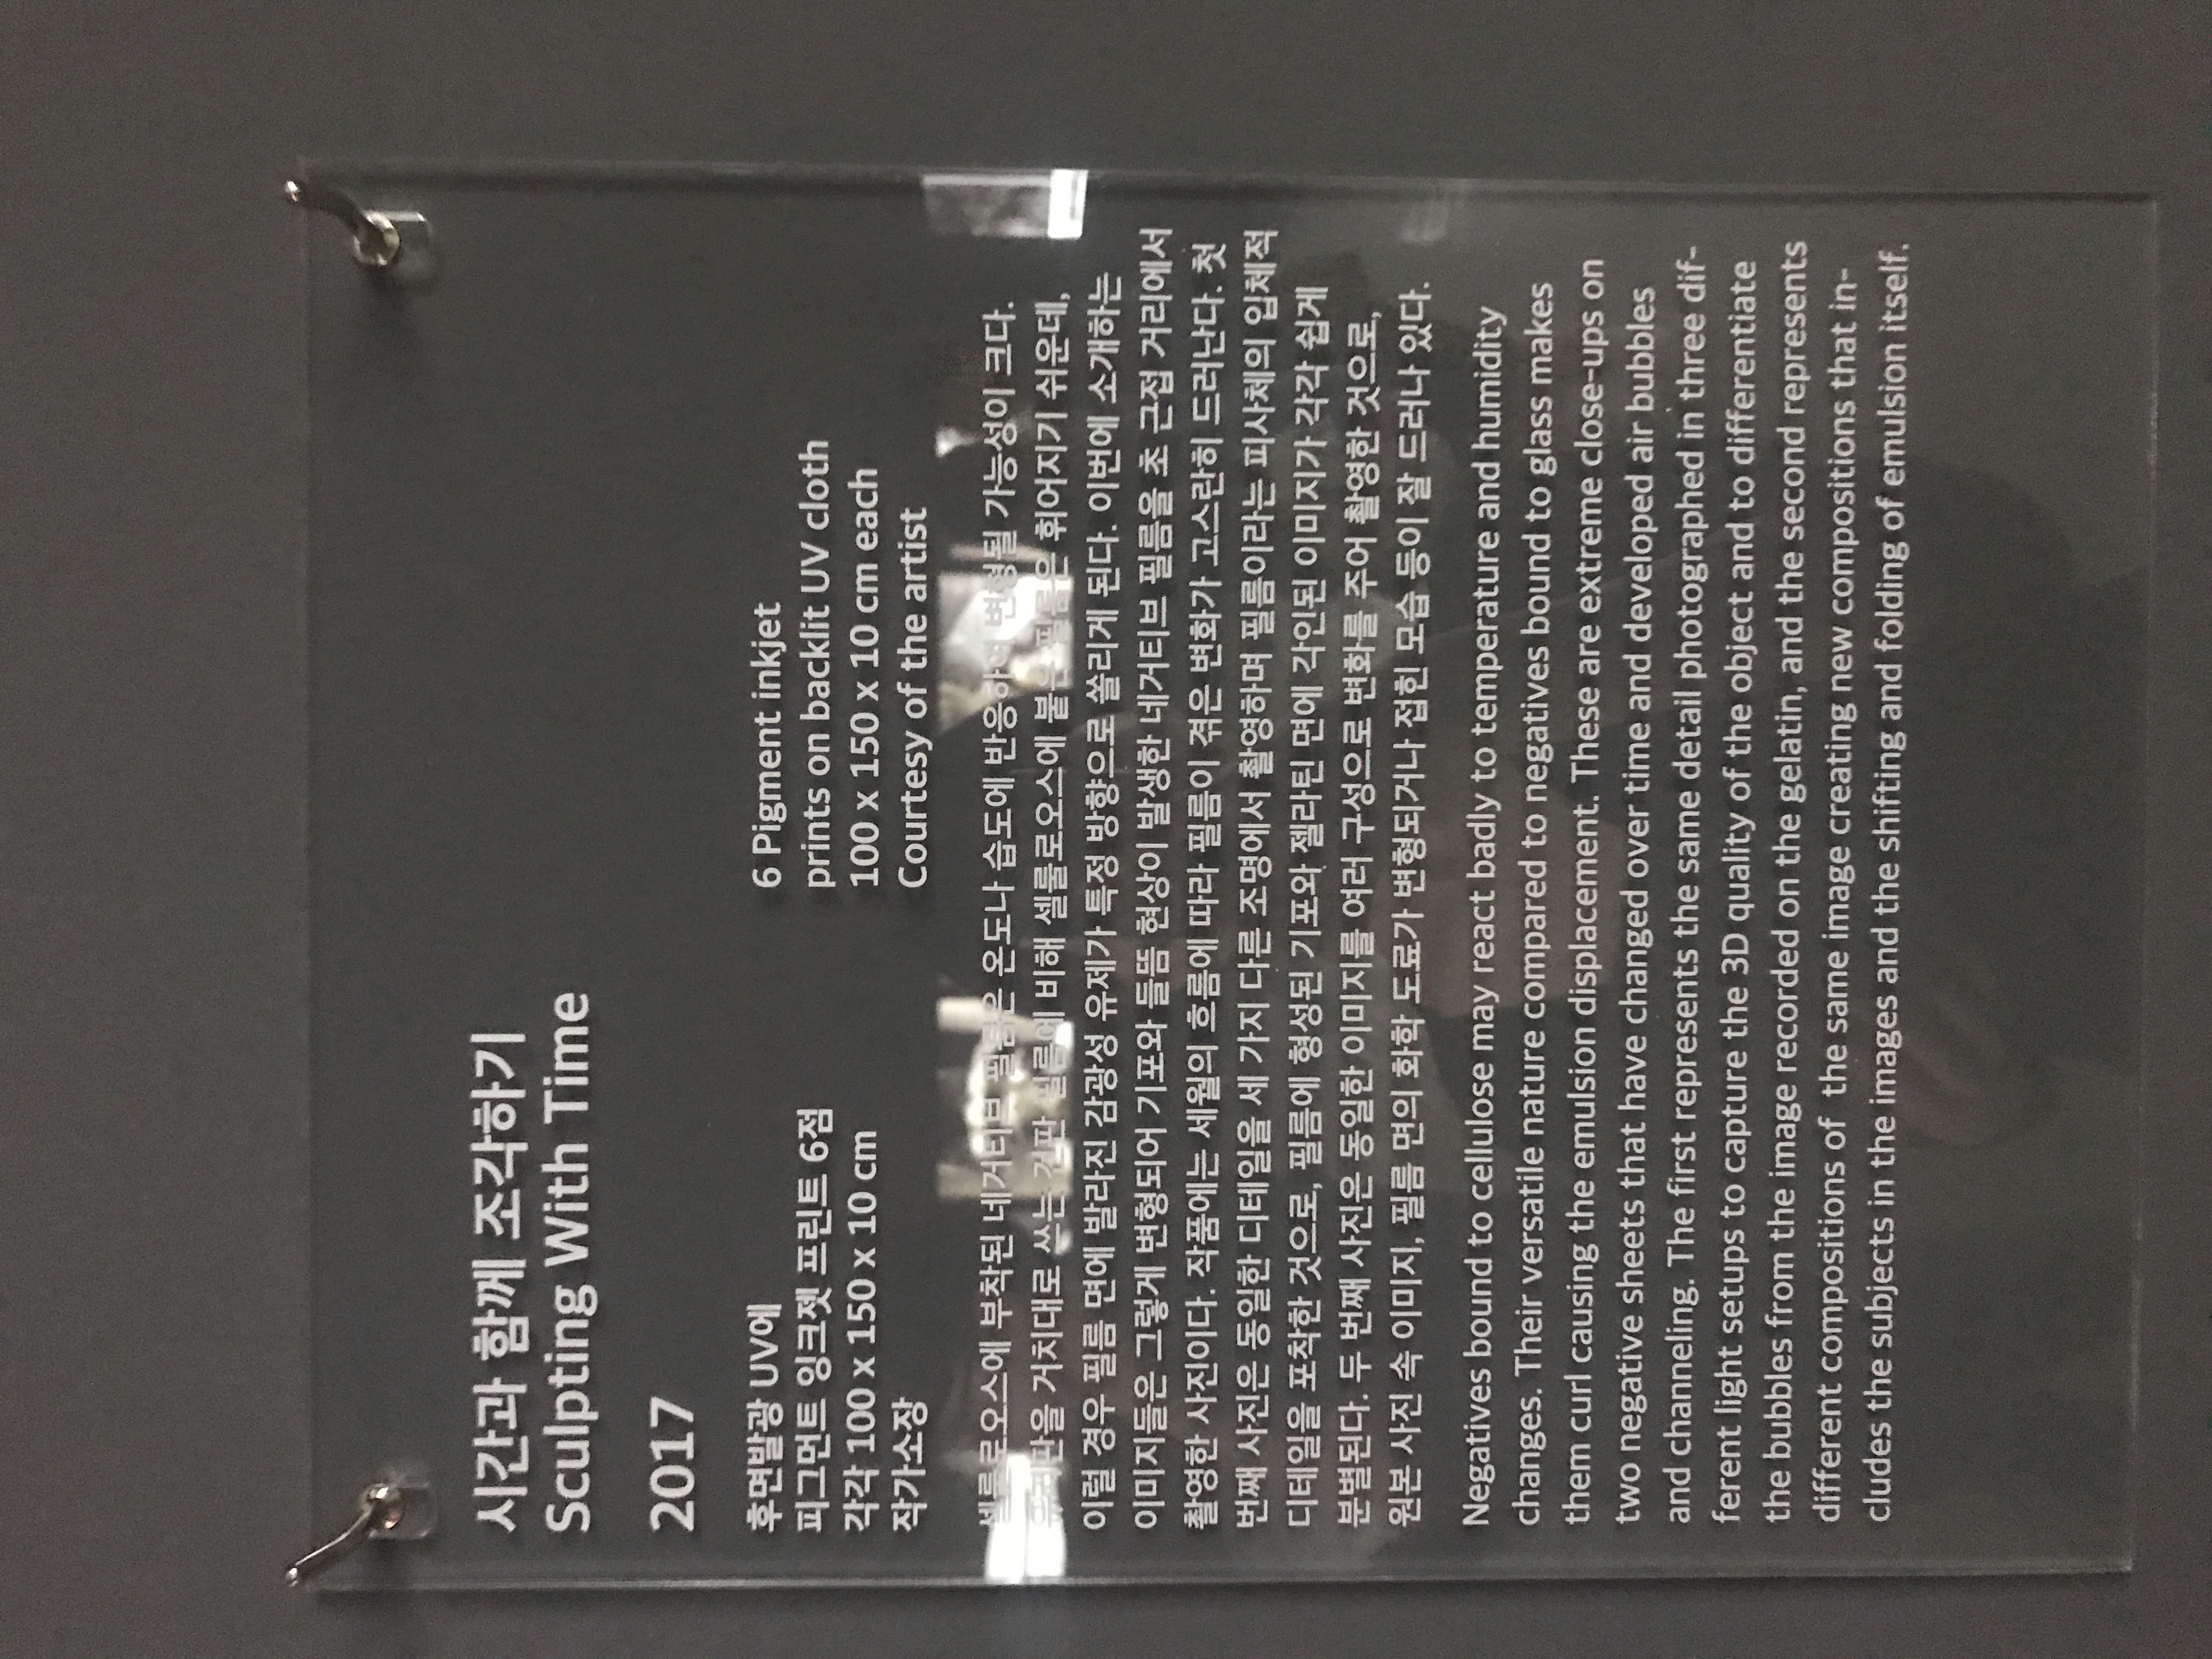 시간과 함께 조각하기
Sculpting With Time
2017
후면발광 UV에
피그먼트 잉크젯 프린트 6점
각각 100 x 150 x 10 cm
작가소장
6 Pigment inkjet
prints on backlit UV cloth
100 x 150 x 10 cm each
Courtesy of the artist
셀룰로오스에 부착된 네거티브 필름은 온도나 습도에 반응하여 변형될 가능성이 크다.
거치대로 쓰는 건판 필름에 비해 셀룰로오스에 붙은 필름은 휘어지기 쉬운데,
이럴 경우 필름 면에 발라진 감광성 유제가 특정 방향으로 쏠리게 된다. 이번에 소개하는
이미지들은 그렇게 변형되어 기포와 들뜸 현상이 발생한 네거티브 필름을 초 근접 거리에서
촬영한 사진이다. 작품에는 세월의 흐름에 따라 필름이 겪은 변화가 고스란히 드러난다. 첫
번째 사진은 동일한 디테일을 세 가지 다른 조명에서 촬영하며 필름이라는 피사체의 입체적
디테일을 포착한 것으로, 필름에 형성된 기포와 젤라틴 면에 각인된 이미지가 각각 쉽게
분별된다. 두 번째 사진은 동일한 이미지를 여러 구성으로 변화를 주어 촬영한 것으로,
원본 사진 속 이미지, 필름 면의 화학 도료가 변형되거나 접힌 모습 등이 잘 드러나 있다.
Negatives bound to cellulose may react badly to temperature and humidity
changes. Their versatile nature compared to negatives bound to glass makes
them curl causing the emulsion displacement. These are extreme close-ups on
two negative sheets that have changed over time and developed air bubbles
and channeling. The first represents the same detail photographed in three dif-
ferent light setups to capture the 3D quality of the object and to differentiate
the bubbles from the image recorded on the gelatin, and the second represents
different compositions of the same image creating new compositions that in-
cludes the subjects in the images and the shifting and folding of emulsion itself.